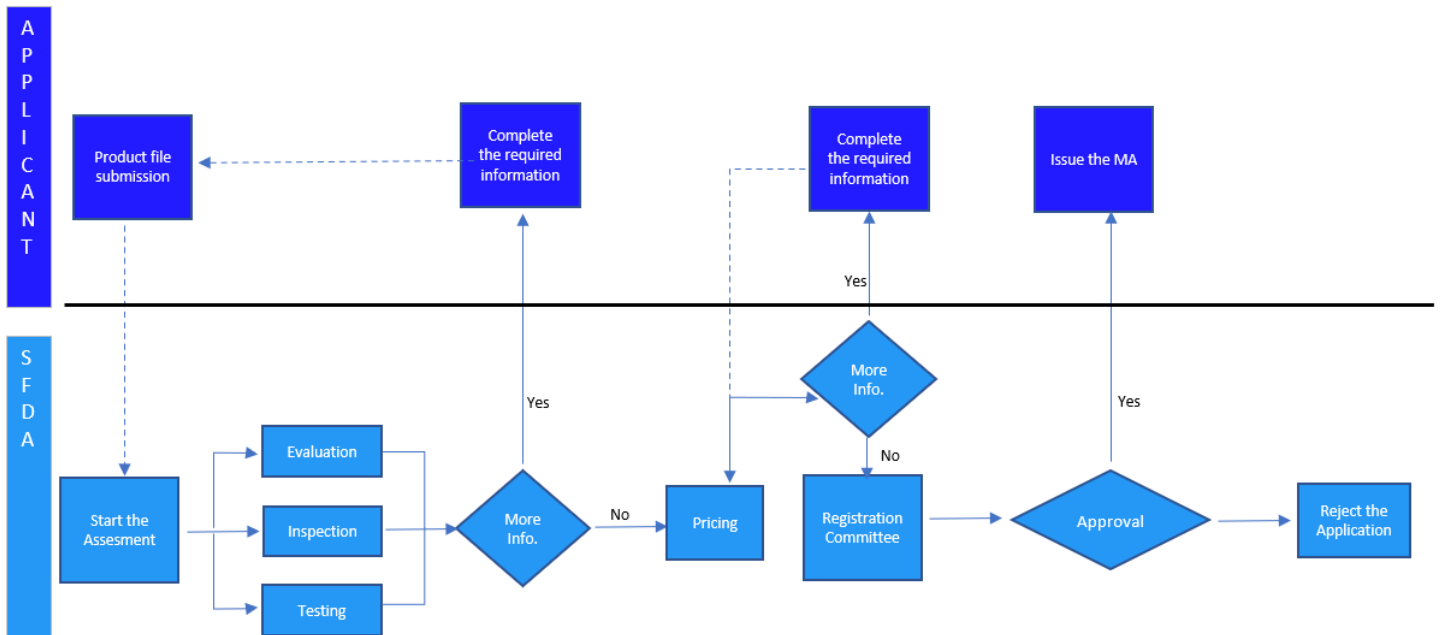 A
P
P
L
I
C
A
N
T
Product file
submission
Complete
the required
information
Complete
the required
information
Issue the MA
Yes
S
F
D
A
More
Info.
Yes
Yes
Evaluation
No
Start the
Assesment
Inspection
More
Info.
No
Pricing
Registration
Committee
Approval
Reject the
Application
Testing